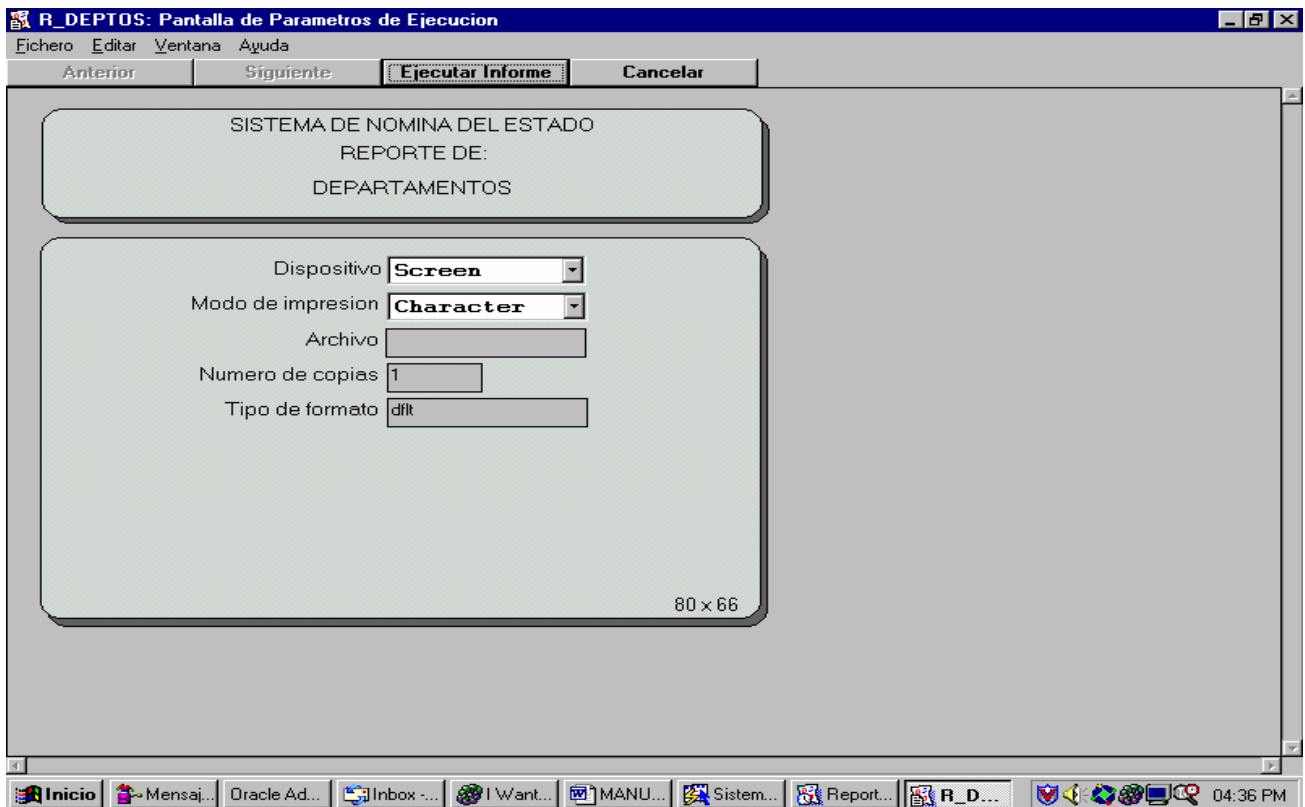 R_DEPTOS: Pantalla de Parametros de Ejecucion
Fichero Editar Ventana Ayuda
Anterior Siguiente Ejecutar Informe Cancelar
SISTEMA DE NOMINA DEL ESTADO
REPORTE DE:
DEPARTAMENTOS
Dispositivo Screen
Modo de impresion Character
Archivo
Numero de copias 1
Tipo de formato dflt
80 x 66
Inicio Mensaj... Oracle Ad... Inbox -... I Want... MANU... Sistem... Report... R_D... 04:36 PM